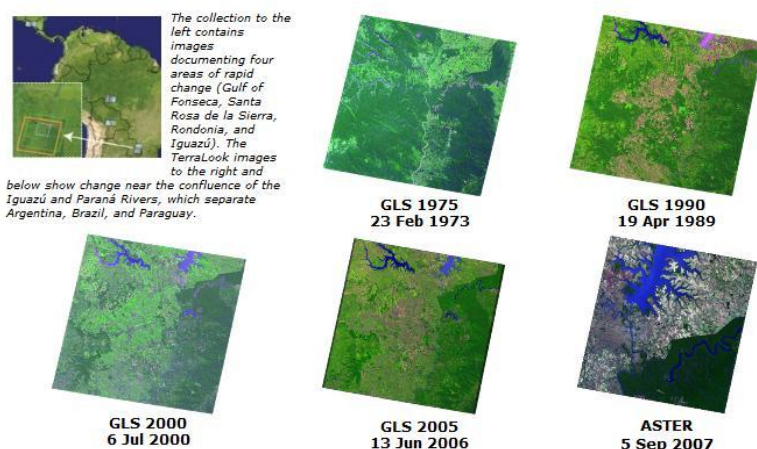 The collection to the
left contains
images
documenting four
areas of rapid
change (Gulf of
Fonseca, Santa
Rosa de la Sierra,
Rondonia, and
Iguazú). The
TerraLook images
to the right and
below show change near the confluence of the
Iguazú and Paraná Rivers, which separate
Argentina, Brazil, and Paraguay.
GLS 1975
23 Feb 1973
GLS 1990
19 Apr 1989
GLS 2000
6 Jul 2000
GLS 2005
13 Jun 2006
ASTER
5 Sep 2007